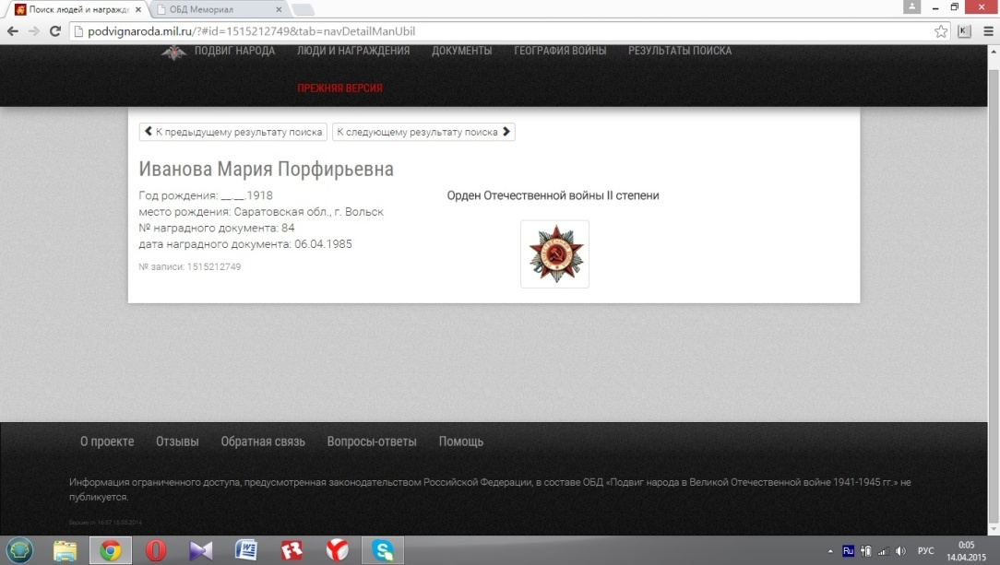 Поиск людей и награжд
ОБД Мемориал
podvignaroda.mil.ru/?#id=1515212749&tab=navDetailManUbil
ПОДВИГ НАРОДА ЛЮДИ И НАГРАЖДЕНИЯ ДОКУМЕНТЫ ГЕОГРАФИЯ ВОЙНЫ РЕЗУЛЬТАТЫ ПОИСКА
ПРЕЖНЯЯ ВЕРСИЯ
К предыдущему результату поиска К следующему результату поиска
Иванова Мария Порфирьевна
Год рождения: __.__.1918
место рождения: Саратовская обл., г. Вольск
№ наградного документа: 84
дата наградного документа: 06.04.1985
№ записи: 1515212749
Орден Отечественной войны II степени
О проекте Отзывы Обратная связь Вопросы-ответы Помощь
Информация ограниченного доступа, предусмотренная законодательством Российской Федерации, в составе ОБД «Подвиг народа в Великой Отечественной войне 1941-1945 гг.» не
публикуется.
Ru РУС
0:05
14.04.2015